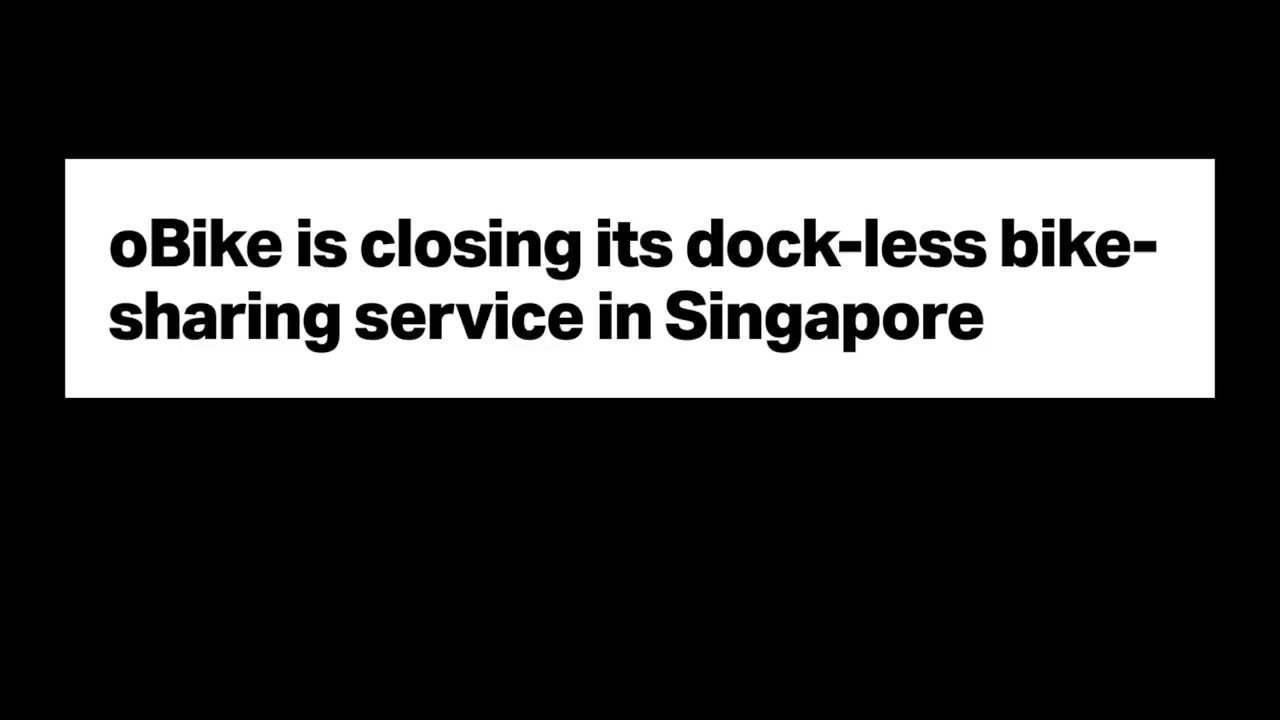 oBike is closing its dock-less bike-
sharing service in Singapore